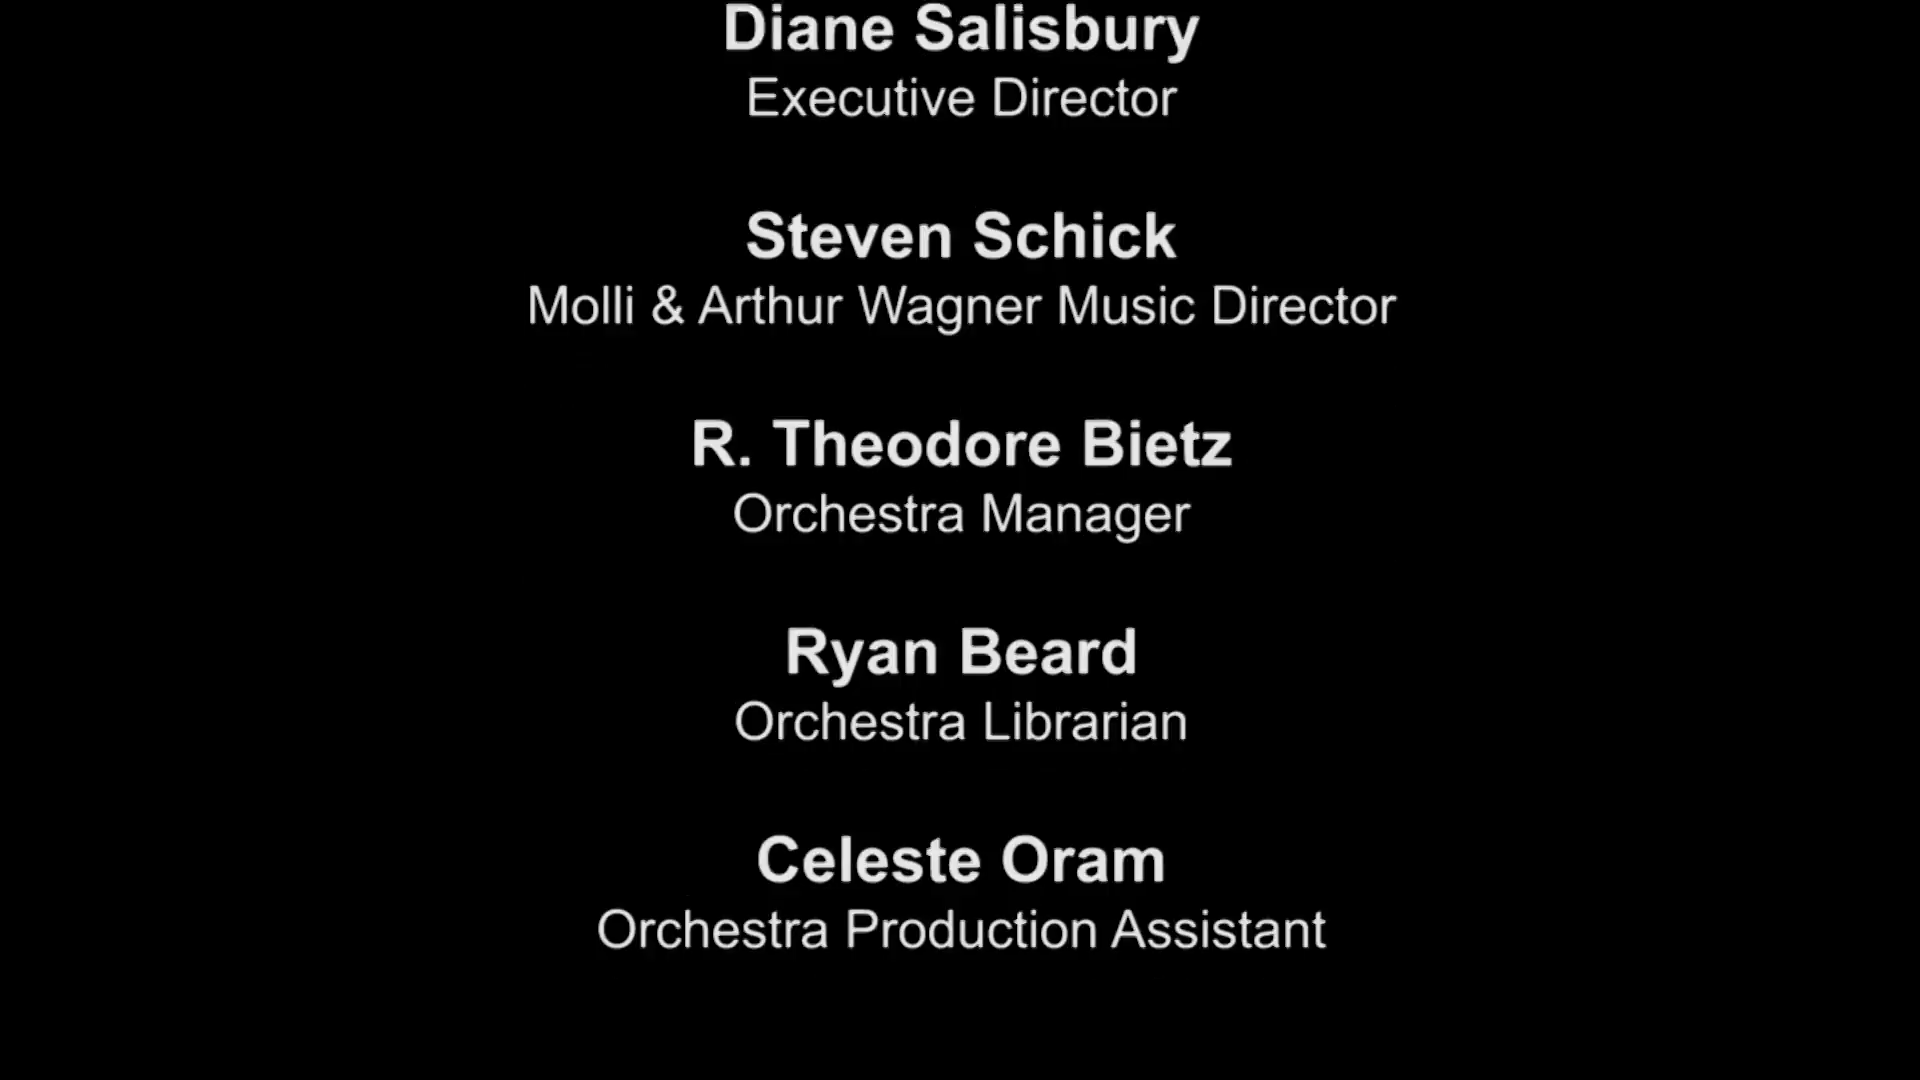 Diane Salisbury
Executive Director
Steven Schick
Molli & Arthur Wagner Music Director
R. Theodore Bietz
Orchestra Manager
Ryan Beard
Orchestra Librarian
Celeste Oram
Orchestra Production Assistant